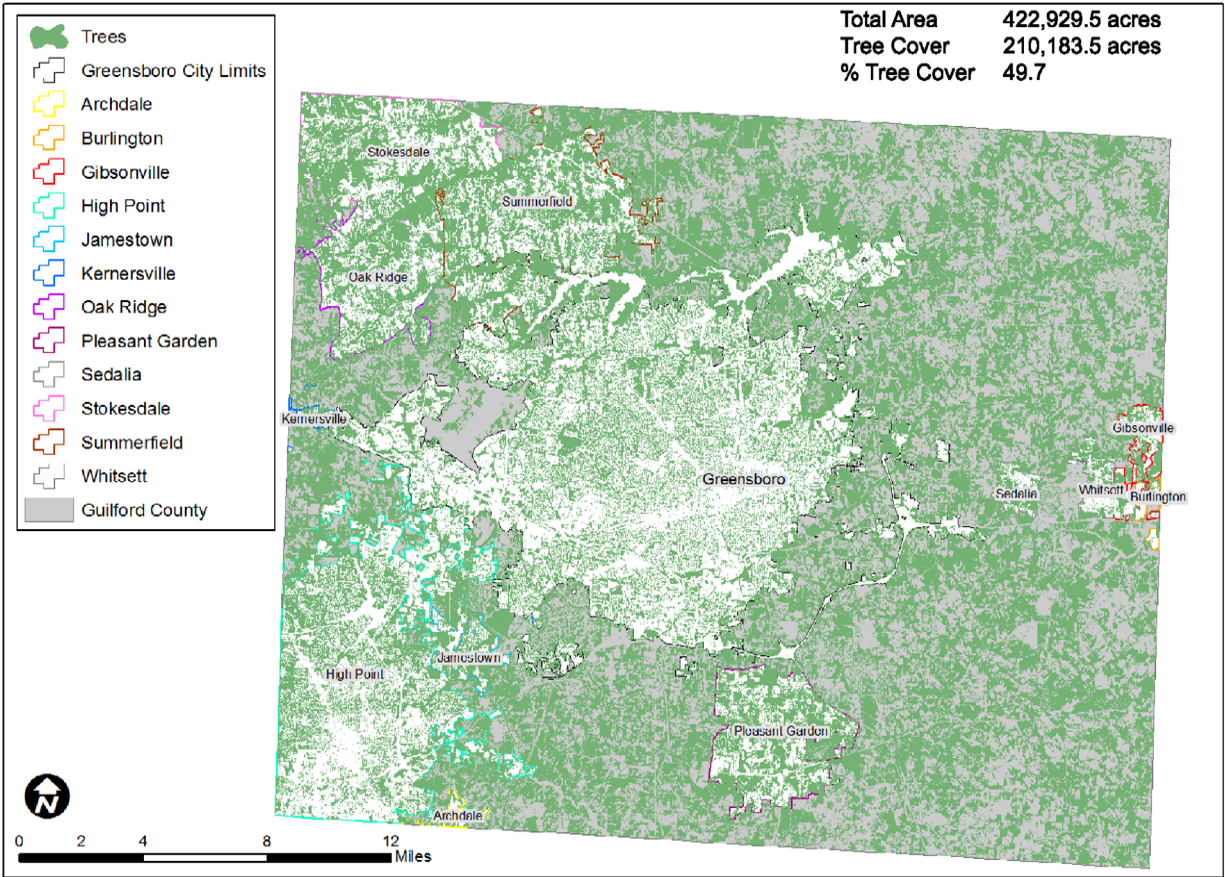 Total Area 422,929.5 acres
Tree Cover 210,183.5 acres
% Tree Cover 49.7
Trees
Greensboro City Limits
Archdale
Burlington
Gibsonville
High Point
Jamestown
Kernersville
Oak Ridge
Pleasant Garden
Sedalia
Stokesdale
Summerfield
Whitsett
Guilford County
Stokesdale
Summerfield
Oak Ridge
Kernersville
Gibsonville
Greensboro
Sedalia
Whitsett
Burlington
Jamestown
High Point
Pleasant Garden
Archdale
N
0 2 4 8 12
Miles